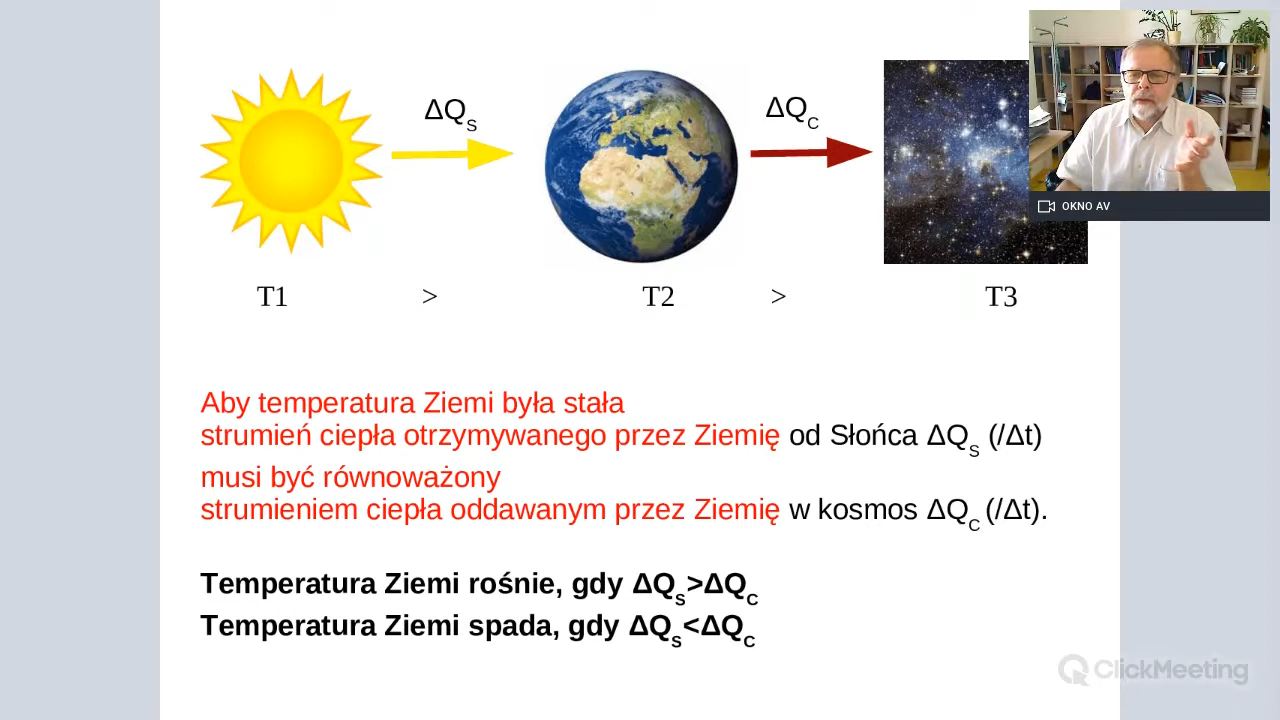 ΔQS
ΔQC
OKNO AV
T1 > T2 > T3
Aby temperatura Ziemi była stała
strumień ciepła otrzymywanego przez Ziemię od Słońca ΔQS (/Δt)
musi być równoważony
strumieniem ciepła oddawanym przez Ziemię w kosmos ΔQC (/Δt).
Temperatura Ziemi rośnie, gdy ΔQS>ΔQC
Temperatura Ziemi spada, gdy ΔQS<ΔQC
ClickMeeting